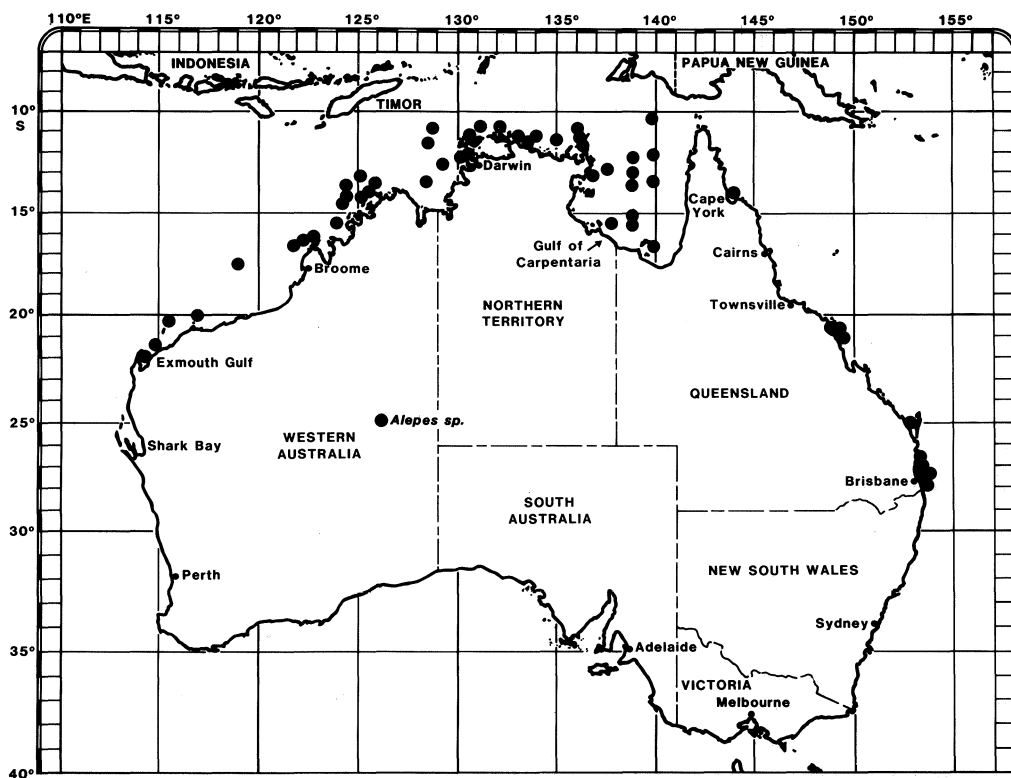 110°E 115° 120° 125° 130° 135° 140° 145° 150° 155°
INDONESIA
PAPUA NEW GUINEA
TIMOR
10°
S
Darwin
15°
Cape
York
Gulf of
Carpentaria
Cairns
Broome
NORTHERN
TERRITORY
Townsville
20°
Exmouth Gulf
QUEENSLAND
Alepes sp.
25°
WESTERN
AUSTRALIA
Shark Bay
Brisbane
SOUTH
AUSTRALIA
30°
NEW SOUTH WALES
Perth
Sydney
35°
Adelaide
VICTORIA
Melbourne
40°